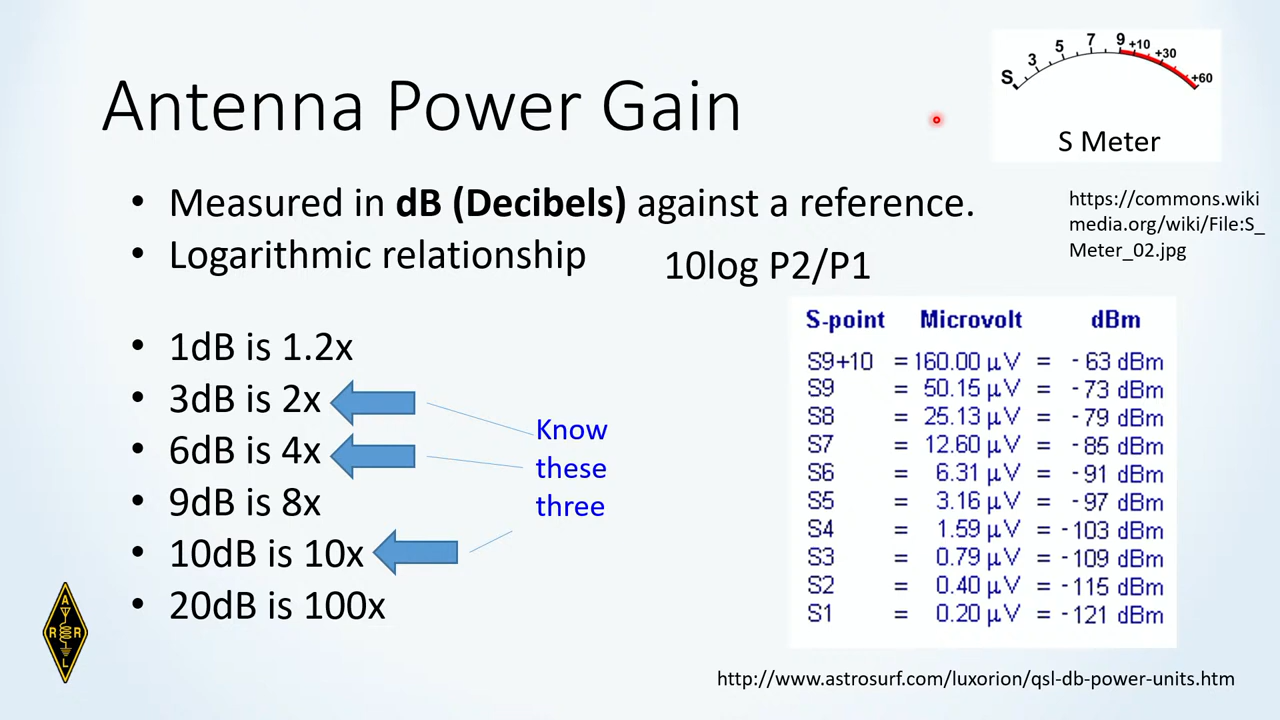 Antenna Power Gain
S 3 5 7 9 +10 +30 +60
S Meter
• Measured in dB (Decibels) against a reference.
• Logarithmic relationship
10log P2/P1
https://commons.wiki
media.org/wiki/File:S_
Meter_02.jpg
• 1dB is 1.2x
• 3dB is 2x
• 6dB is 4x
• 9dB is 8x
• 10dB is 10x
• 20dB is 100x
Know
these
three
S-point Microvolt dBm
S9+10 = 160.00 µV = - 63 dBm
S9 = 50.15 µV = - 73 dBm
S8 = 25.13 µV = - 79 dBm
S7 = 12.60 µV = - 85 dBm
S6 = 6.31 µV = - 91 dBm
S5 = 3.16 µV = - 97 dBm
S4 = 1.59 µV = - 103 dBm
S3 = 0.79 µV = - 109 dBm
S2 = 0.40 µV = - 115 dBm
S1 = 0.20 µV = - 121 dBm
A
R R
L
http://www.astrosurf.com/luxorion/qsl-db-power-units.htm